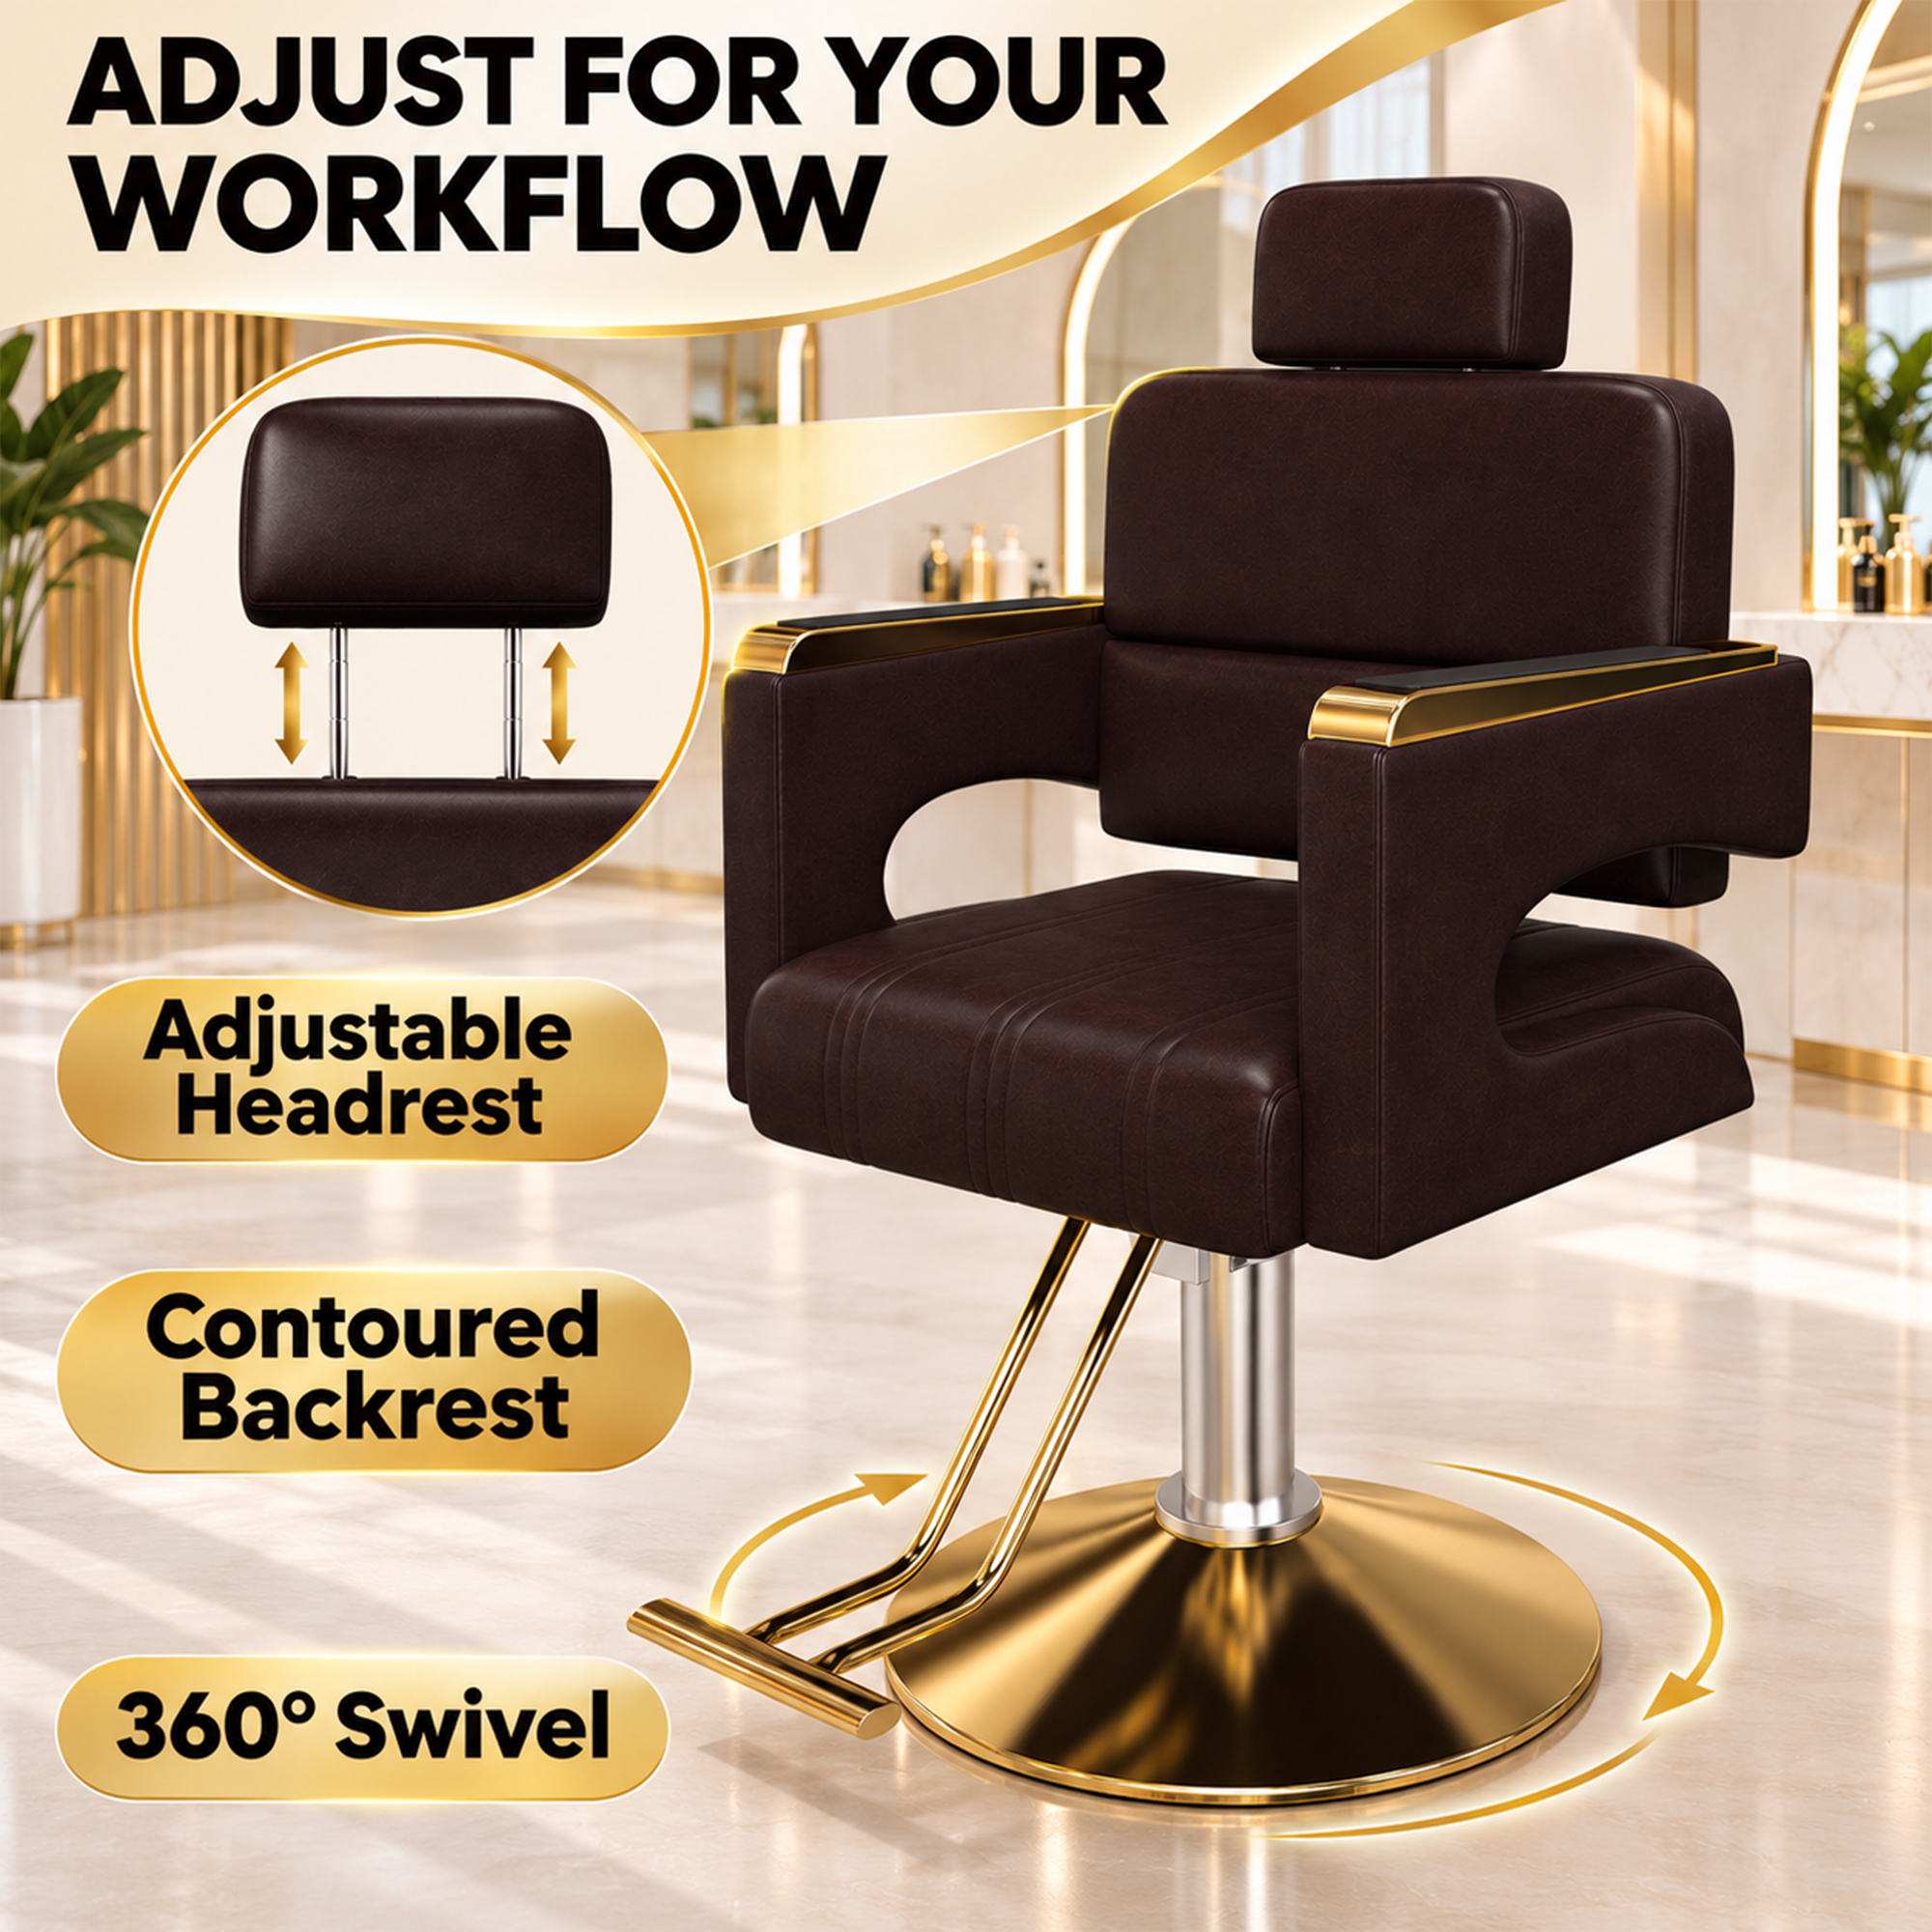 ADJUST FOR YOUR
WORKFLOW
Adjustable
Headrest
Contoured
Backrest
360° Swivel